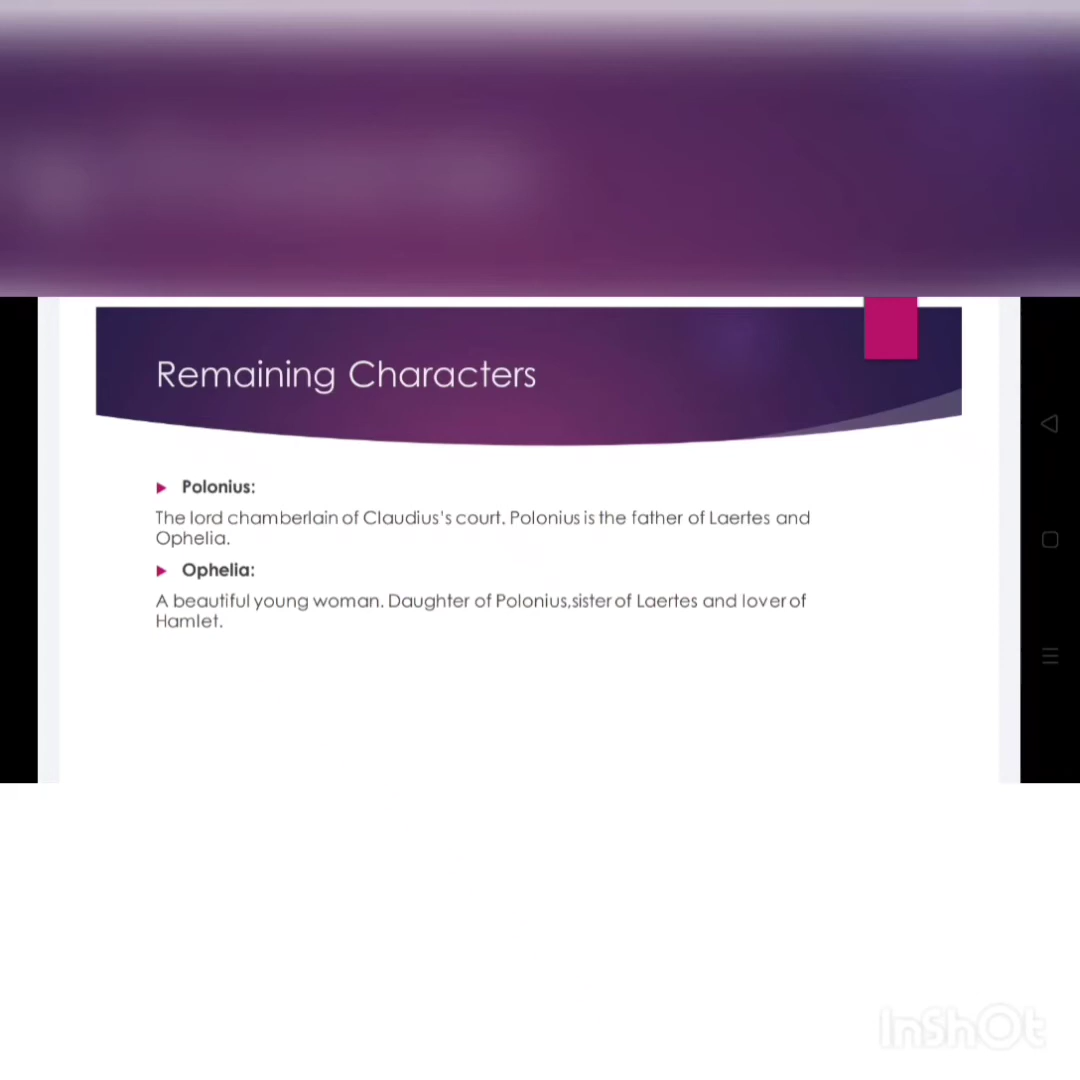 Remaining Characters
Polonius:
The lord chamberlain of Claudius's court. Polonius is the father of Laertes and
Ophelia.
Ophelia:
A beautiful young woman. Daughter of Polonius,sister of Laertes and lover of
Hamlet.
InShOt